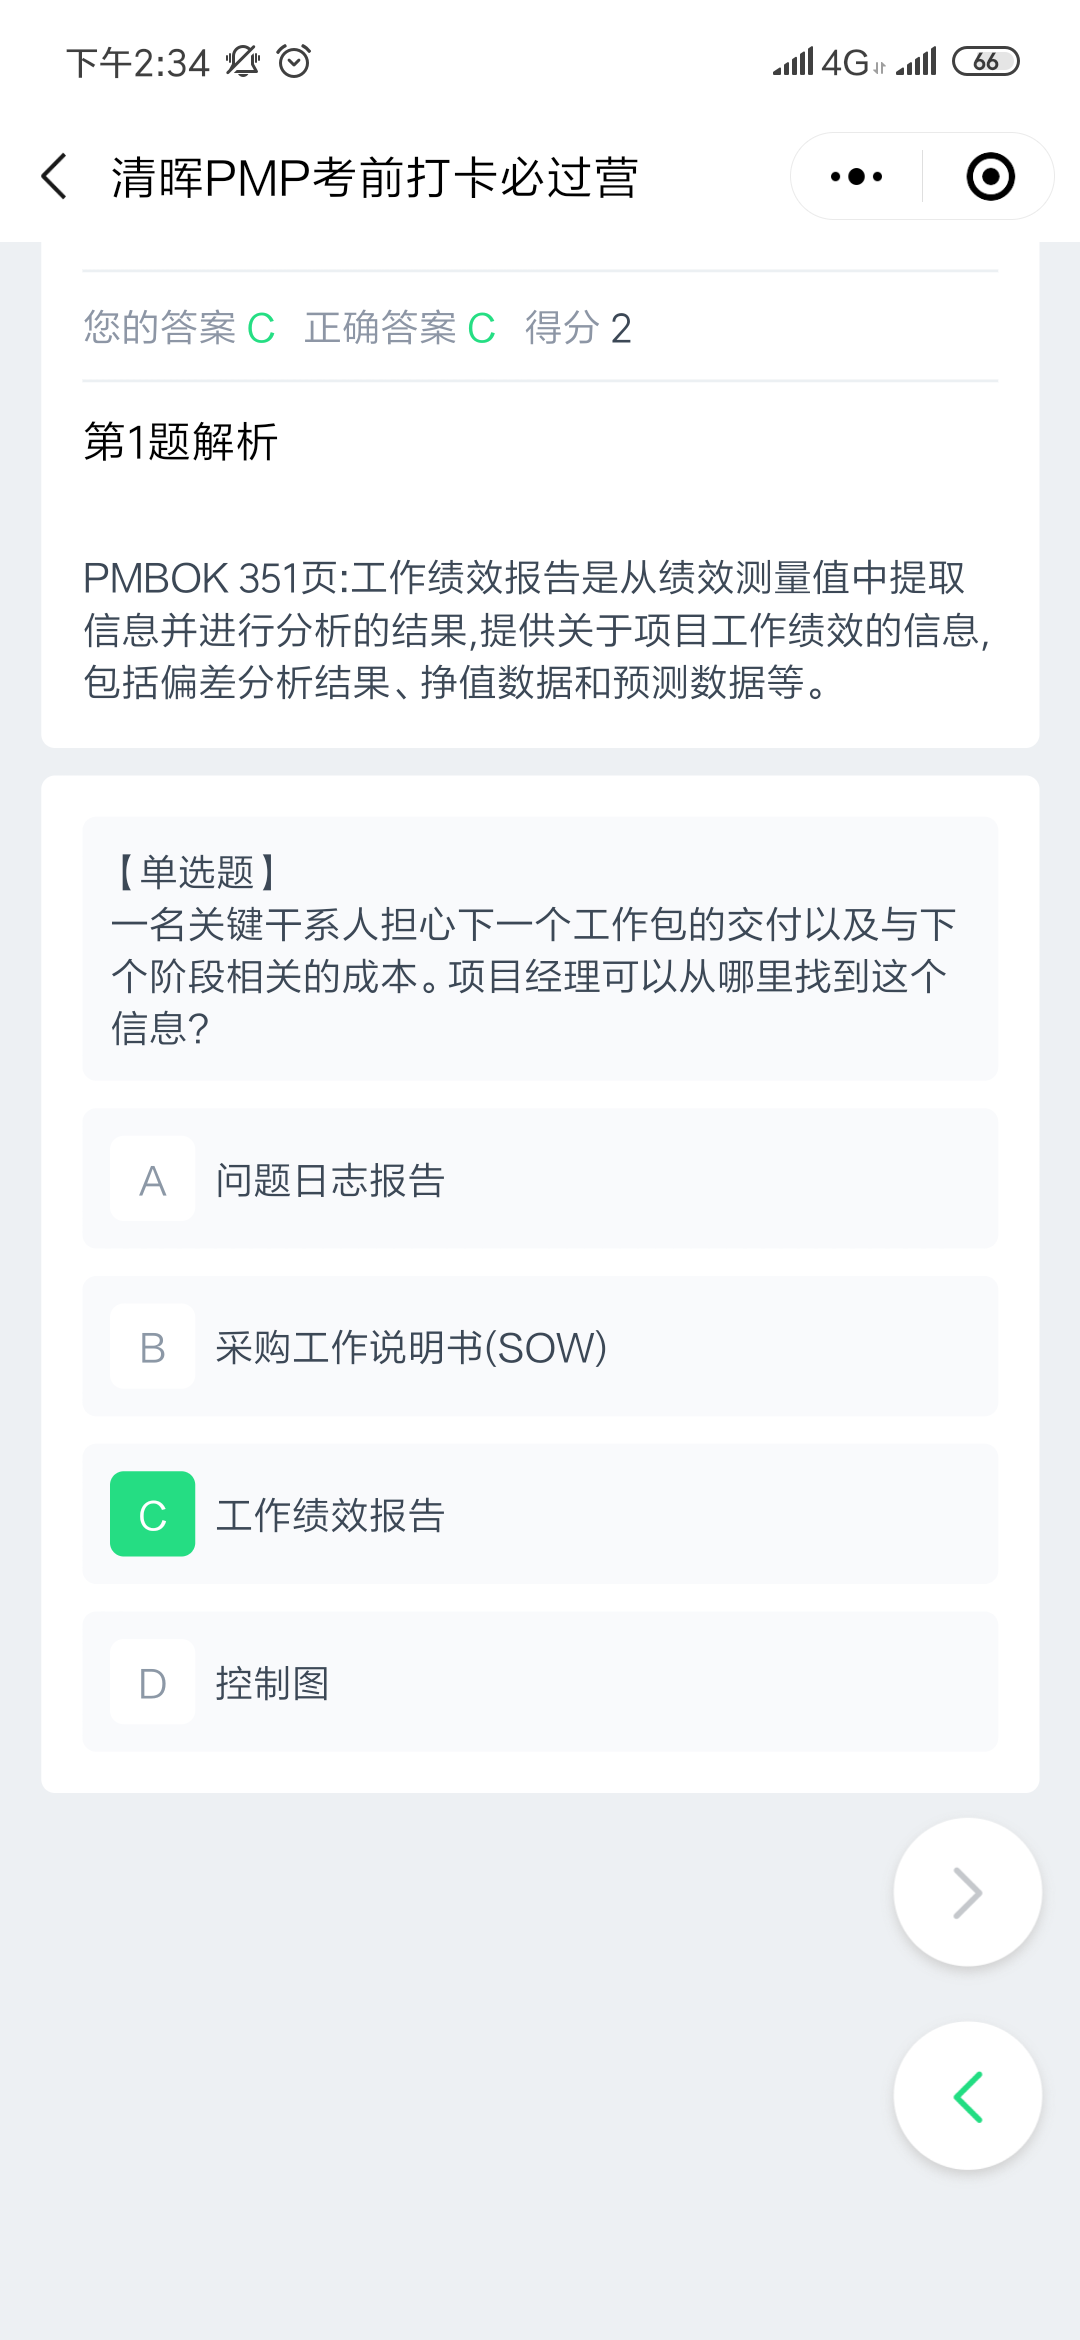 下午2:34
4G
66
清晖PMP考前打卡必过营
您的答案 C 正确答案 C 得分 2
第1题解析
PMBOK 351页:工作绩效报告是从绩效测量值中提取
信息并进行分析的结果,提供关于项目工作绩效的信息,
包括偏差分析结果、挣值数据和预测数据等。
【单选题】
一名关键干系人担心下一个工作包的交付以及与下
个阶段相关的成本。项目经理可以从哪里找到这个
信息?
A 问题日志报告
B 采购工作说明书(SOW)
C 工作绩效报告
D 控制图